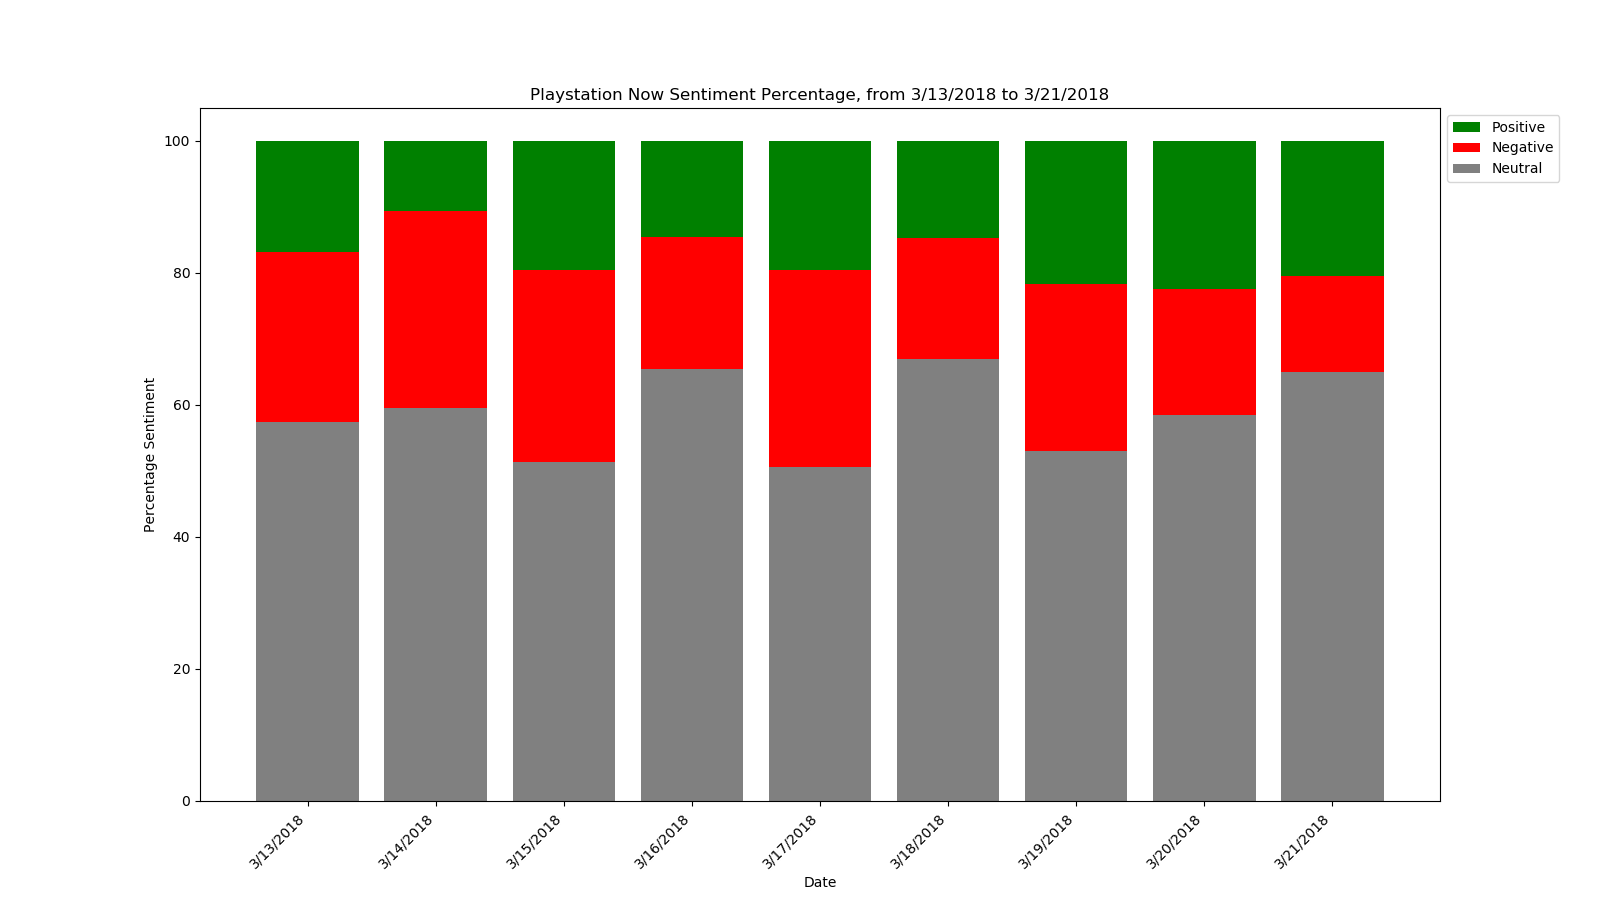 Playstation Now Sentiment Percentage, from 3/13/2018 to 3/21/2018
Positive
Negative
Neutral
Percentage Sentiment
100
80
60
40
20
0
3/13/2018
3/14/2018
3/15/2018
3/16/2018
3/17/2018
3/18/2018
3/19/2018
3/20/2018
3/21/2018
Date